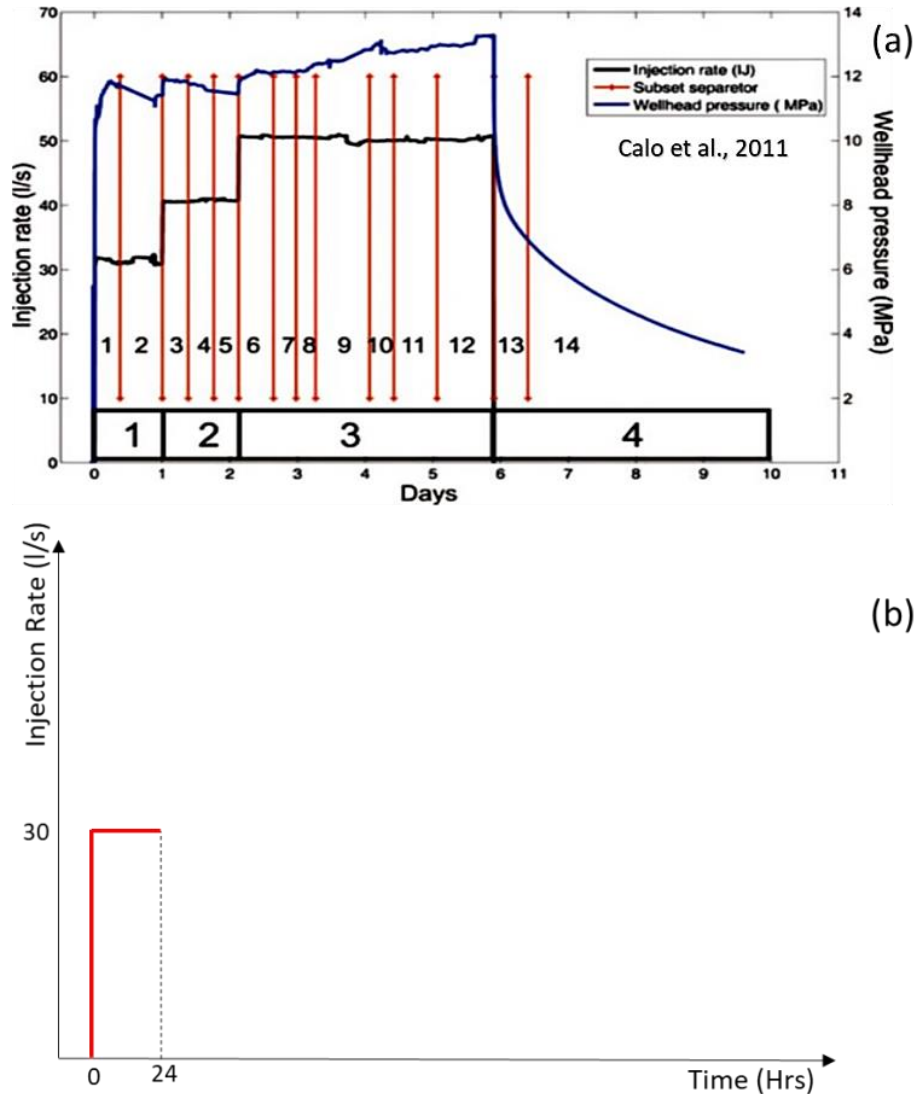 70
14
(a)
60
12
Injection rate (IJ)
Subset separetor
Wellhead pressure ( MPa)
50
10
Calo et al., 2011
40
8
30
6
20
4
10
2
0
Injection rate (l/s)
Wellhead pressure (MPa)
1 2 3 4 5 6 7 8 9 10 11 12 13 14
1 2 3 4
0 1 2 3 4 5 6 7 8 9 10 11
Days
(b)
Injection Rate (l/s)
30
0 24
Time (Hrs)